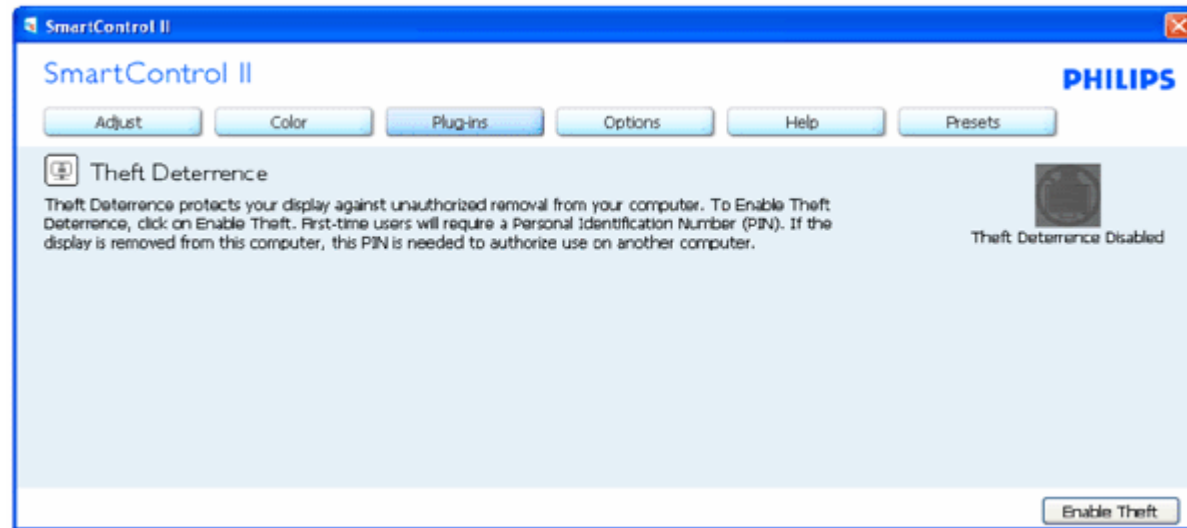 SmartControl II
SmartControl II
PHILIPS
Adjust Color Plug-ins Options Help Presets
Theft Deterrence
Theft Deterrence protects your display against unauthorized removal from your computer. To Enable Theft
Deterrence, click on Enable Theft. First-time users will require a Personal Identification Number (PIN). If the
display is removed from this computer, this PIN is needed to authorize use on another computer.
Theft Deterrence Disabled
Enable Theft